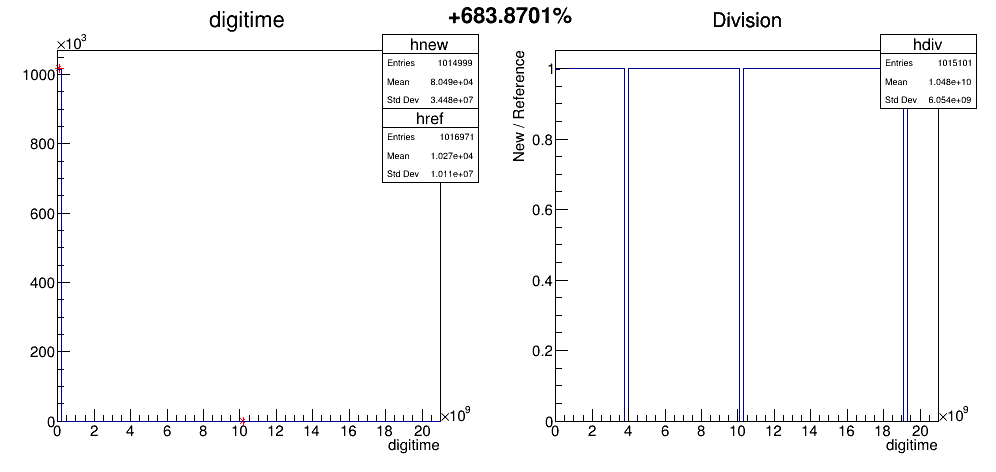 +683.8701%
digitime
×10³
hnew
Entries 1014999
Mean 8.049e+04
Std Dev 3.448e+07
href
Entries 1016971
Mean 1.027e+04
Std Dev 1.011e+07
1000
800
600
400
200
0
0 2 4 6 8 10 12 14 16 18 20
×10⁹
digitime
Division
hdiv
Entries 1015101
Mean 1.048e+10
Std Dev 6.054e+09
New / Reference
1
0.8
0.6
0.4
0.2
0
0 2 4 6 8 10 12 14 16 18 20
×10⁹
digitime